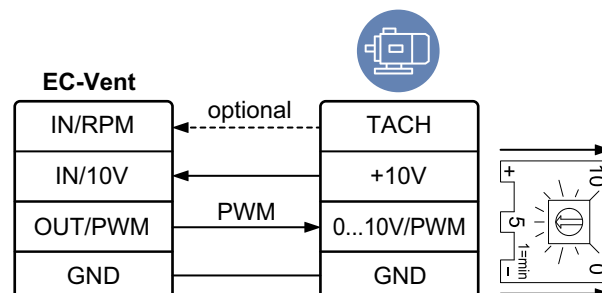 EC-Vent
IN/RPM
optional
TACH
IN/10V
+10V
OUT/PWM
PWM
0...10V/PWM
GND
GND
+
5
-
1=min
10
0